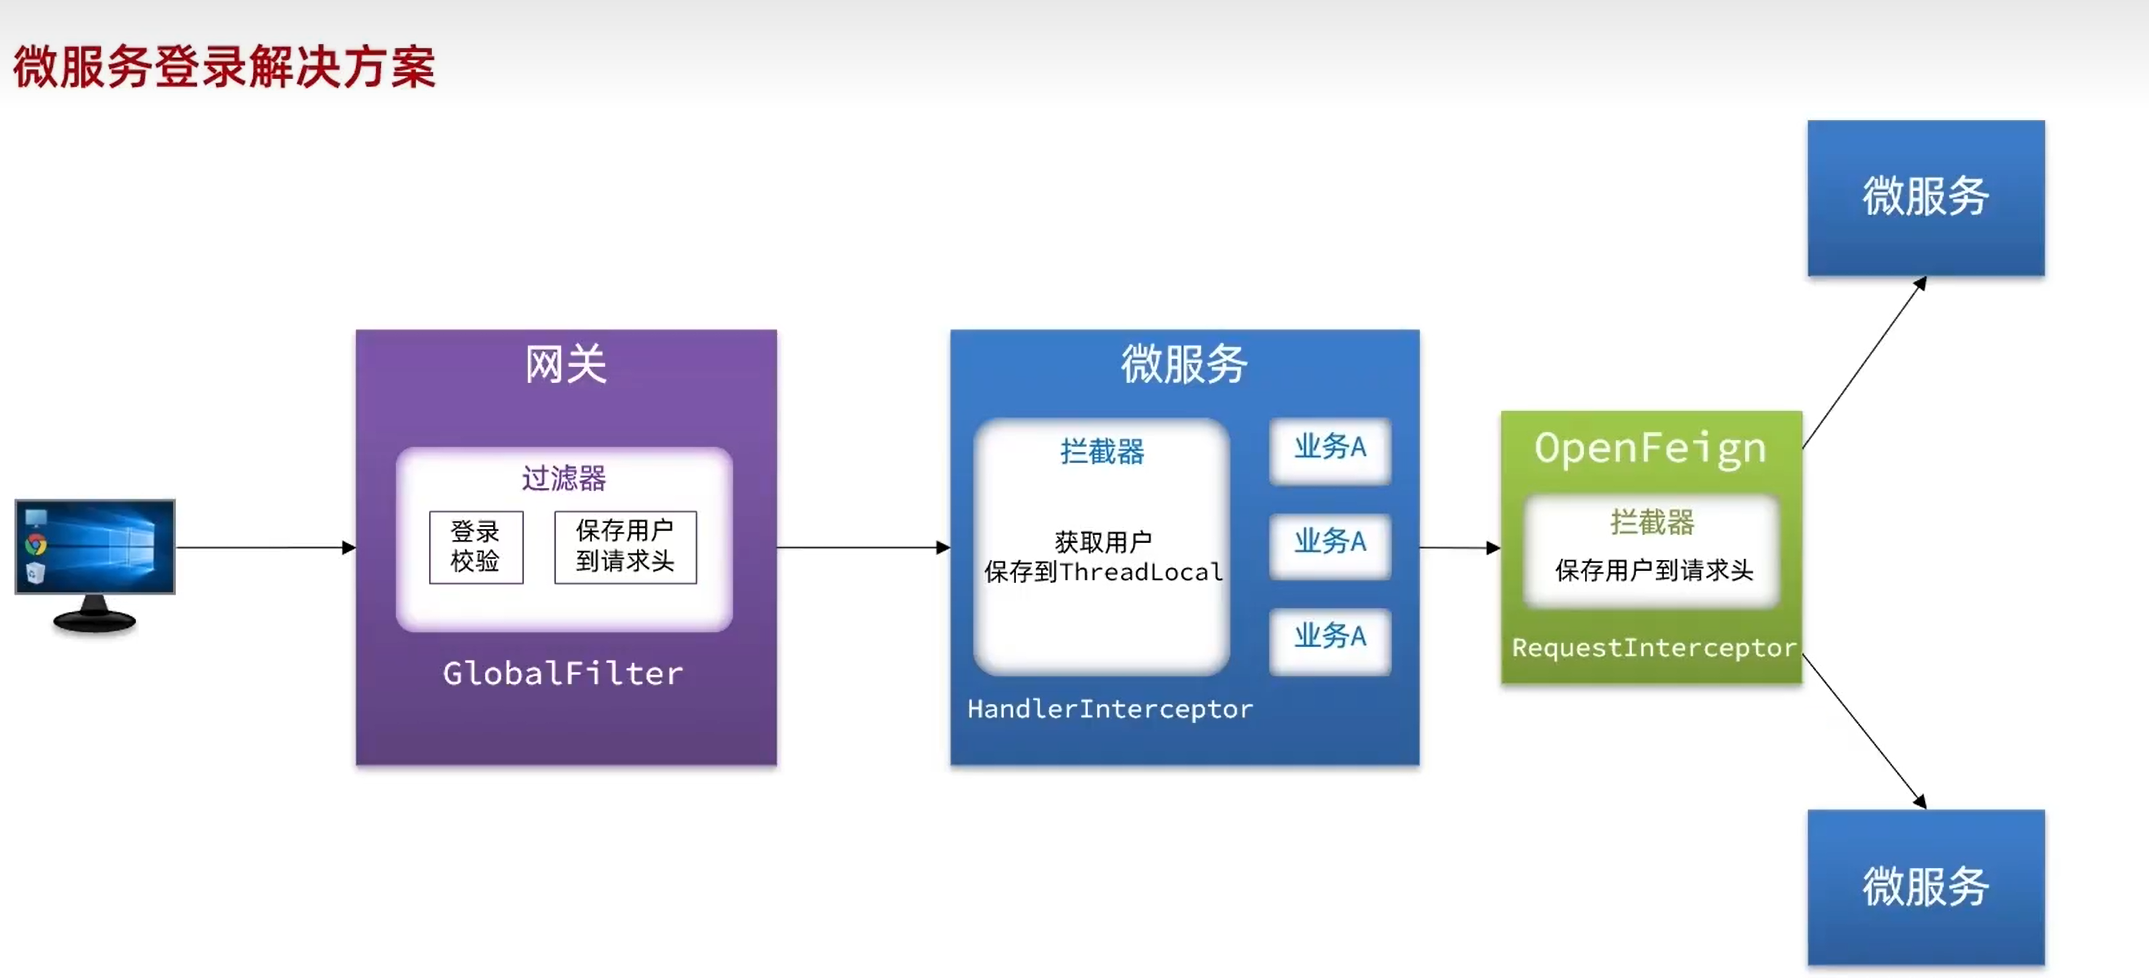 微服务登录解决方案
网关
过滤器
登录
校验
保存用户
到请求头
GlobalFilter
微服务
拦截器
获取用户
保存到ThreadLocal
HandlerInterceptor
业务A
业务A
业务A
OpenFeign
拦截器
保存用户到请求头
RequestInterceptor
微服务
微服务